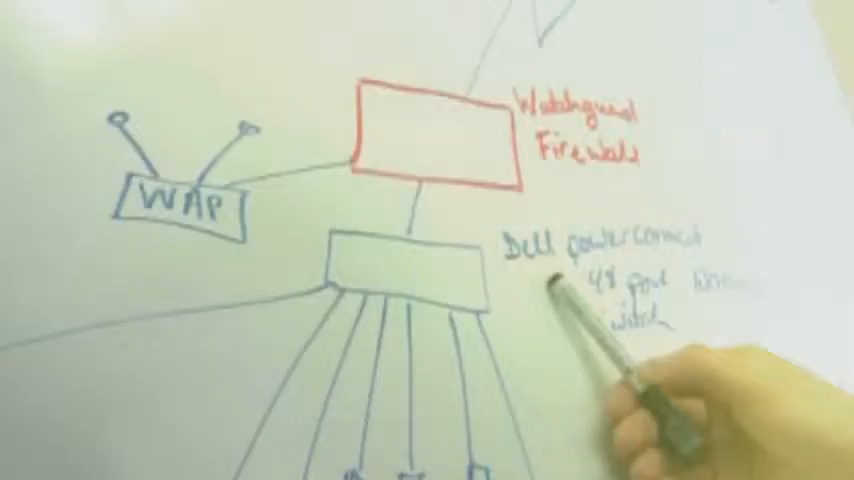 Watchguard
Firewall
WAP
Dell powerconnect
48 port
switch